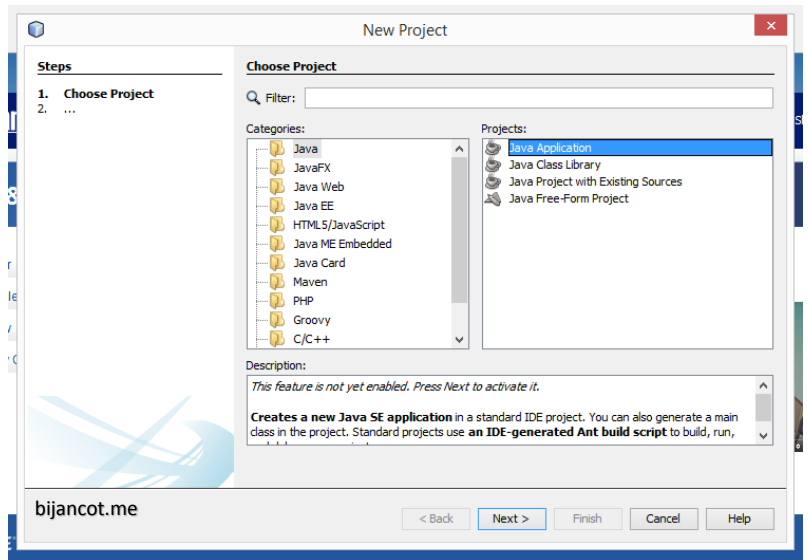 New Project
Steps
1. Choose Project
2. ...
Choose Project
Filter:
Categories:
Java
JavaFX
Java Web
Java EE
HTML5/JavaScript
Java ME Embedded
Java Card
Maven
PHP
Groovy
C/C++
Projects:
Java Application
Java Class Library
Java Project with Existing Sources
Java Free-Form Project
Description:
This feature is not yet enabled. Press Next to activate it.
Creates a new Java SE application in a standard IDE project. You can also generate a main
class in the project. Standard projects use an IDE-generated Ant build script to build, run,
bijancot.me
< Back
Next >
Finish
Cancel
Help